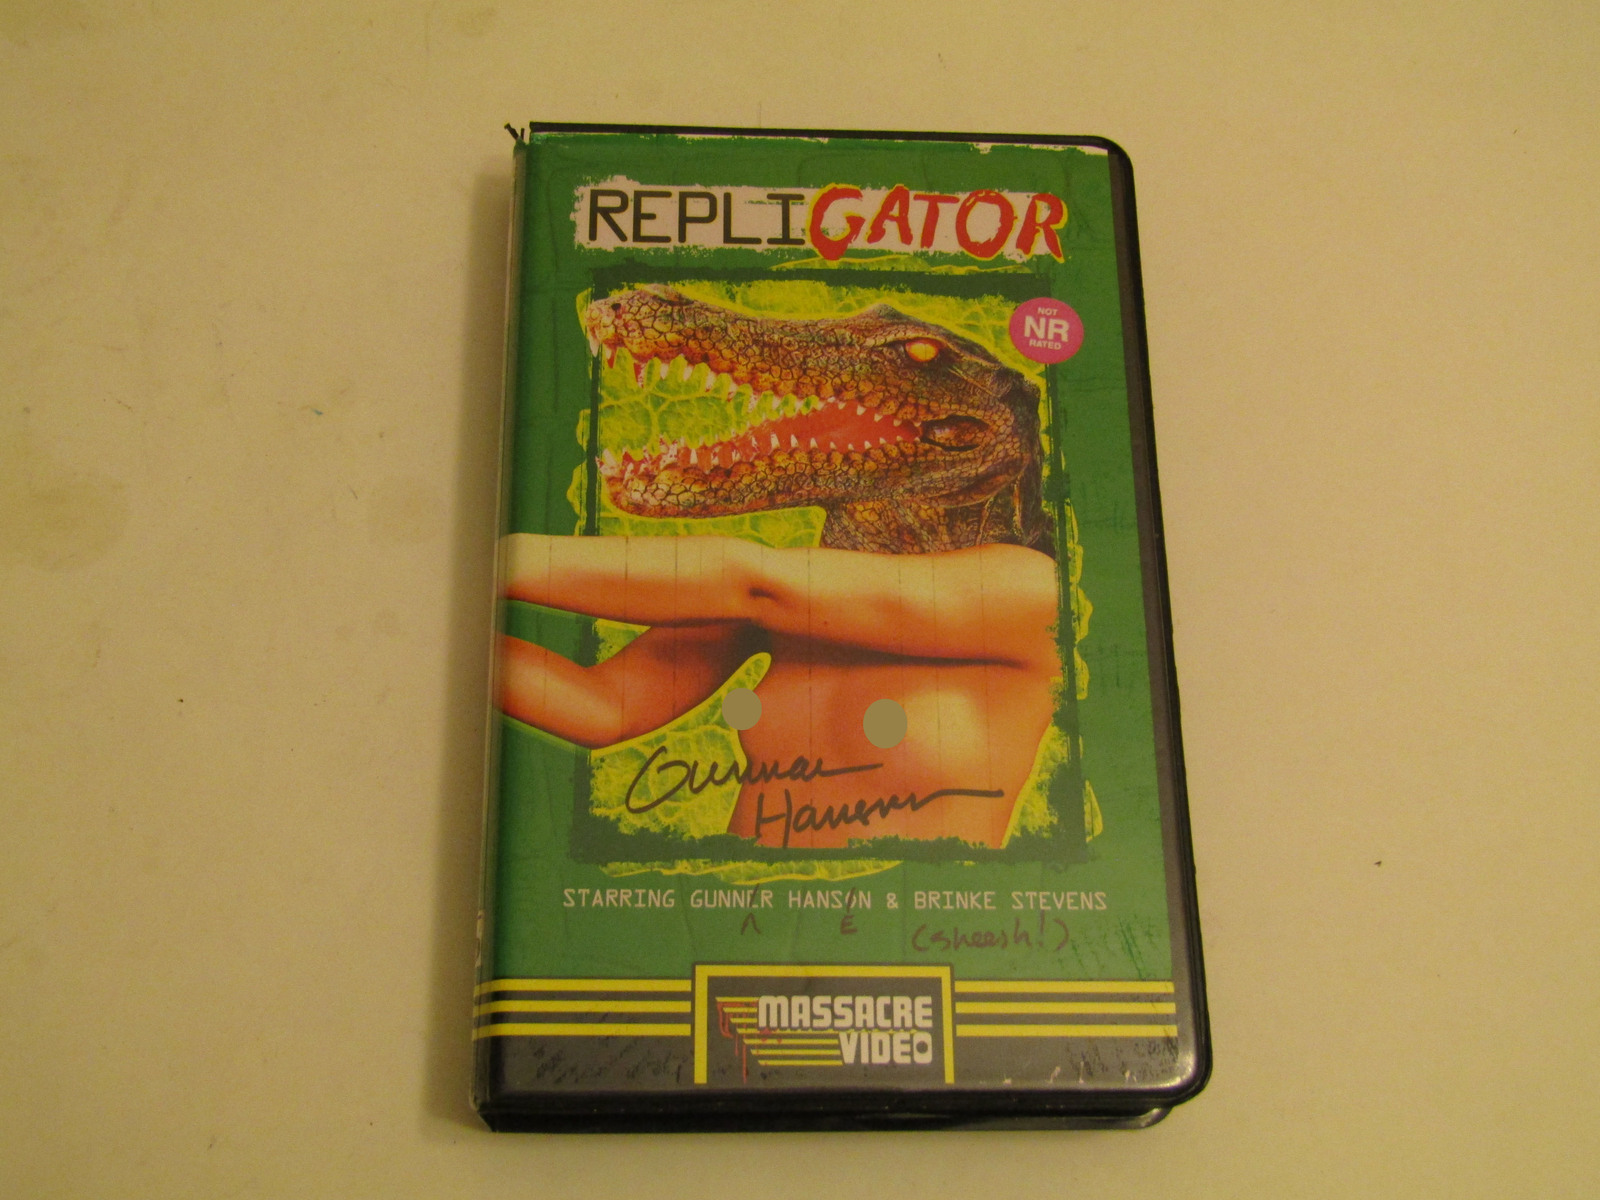 REPLIGATOR
NOT
NR
RATED
Gunnar
Hansen
STARRING GUNNER HANSON & BRINKE STEVENS
A E (sheesh!)
MASSACRE
VIDEO